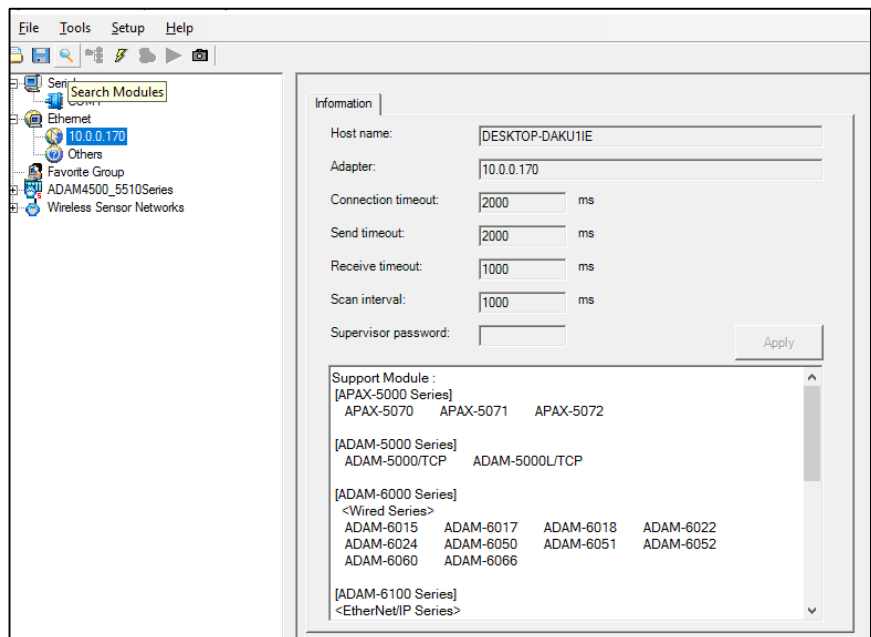 File Tools Setup Help
Serial
Search Modules
COM1
Ethernet
10.0.0.170
Others
Favorite Group
ADAM4500_5510Series
Wireless Sensor Networks
Information
Host name: DESKTOP-DAKU1IE
Adapter: 10.0.0.170
Connection timeout: 2000 ms
Send timeout: 2000 ms
Receive timeout: 1000 ms
Scan interval: 1000 ms
Supervisor password:
Apply
Support Module :
[APAX-5000 Series]
APAX-5070 APAX-5071 APAX-5072
[ADAM-5000 Series]
ADAM-5000/TCP ADAM-5000L/TCP
[ADAM-6000 Series]
<Wired Series>
ADAM-6015 ADAM-6017 ADAM-6018 ADAM-6022
ADAM-6024 ADAM-6050 ADAM-6051 ADAM-6052
ADAM-6060 ADAM-6066
[ADAM-6100 Series]
<EtherNet/IP Series>